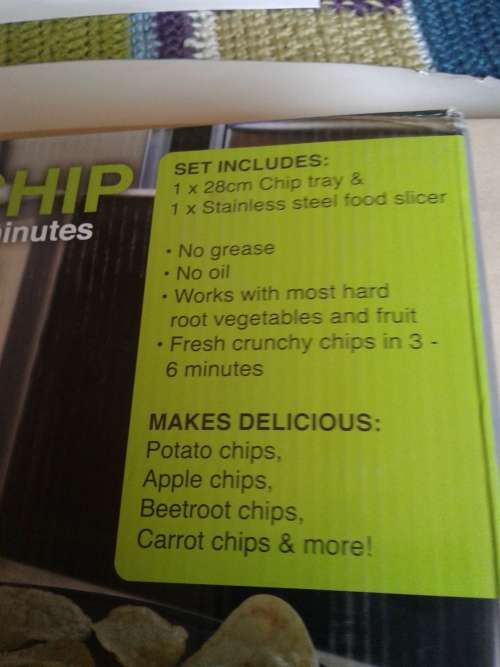 CHIP
minutes
SET INCLUDES:
1 x 28cm Chip tray &
1 x Stainless steel food slicer
• No grease
• No oil
• Works with most hard
root vegetables and fruit
• Fresh crunchy chips in 3 -
6 minutes
MAKES DELICIOUS:
Potato chips,
Apple chips,
Beetroot chips,
Carrot chips & more!